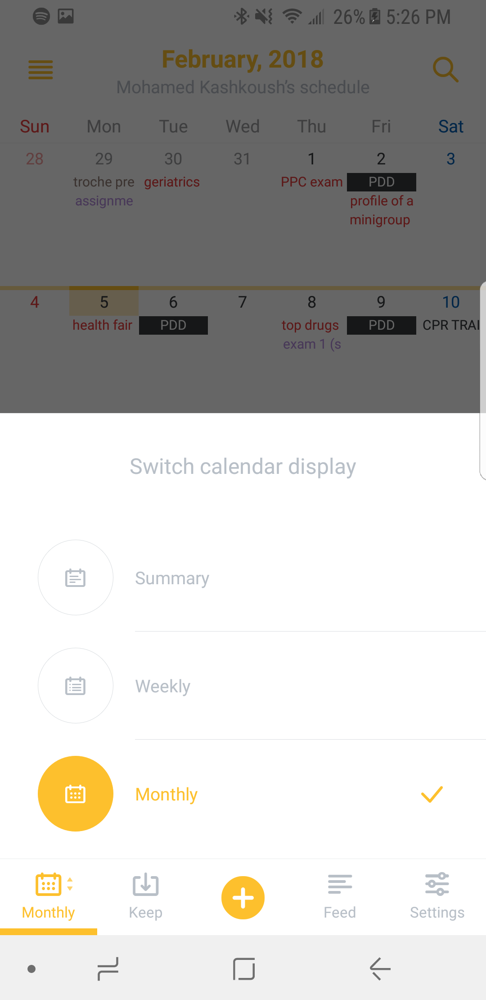 26% 5:26 PM
February, 2018
Mohamed Kashkoush's schedule
Sun Mon Tue Wed Thu Fri Sat
28 29 30 31 1 2 3
troche pre geriatrics PPC exam PDD
assignme profile of a
minigroup
4 5 6 7 8 9 10
health fair PDD top drugs PDD CPR TRAI
exam 1 (s
Switch calendar display
Summary
Weekly
Monthly
Monthly Keep Feed Settings